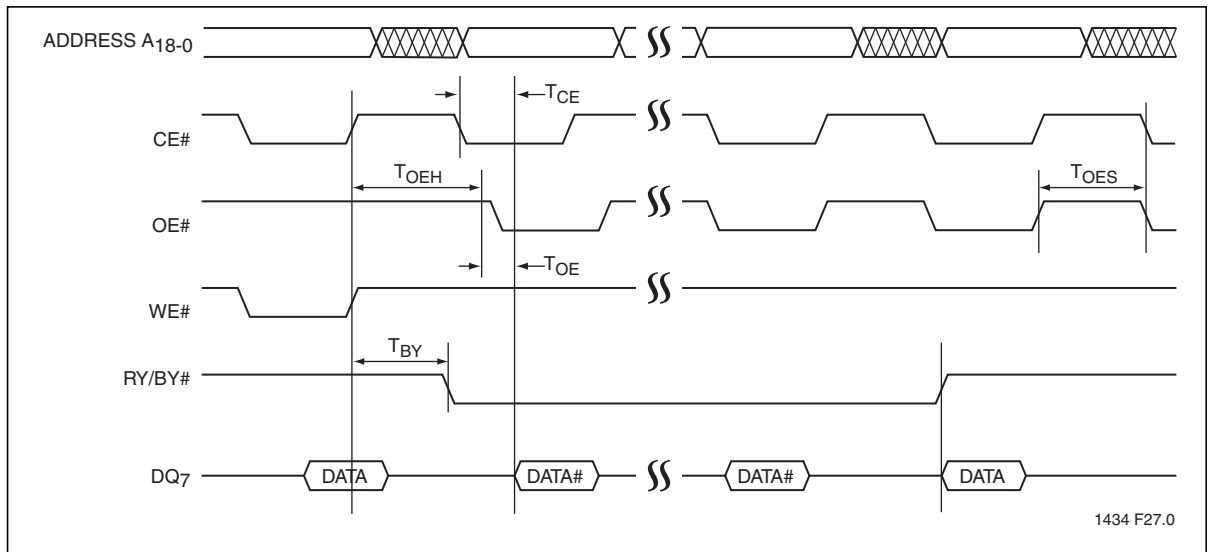 ADDRESS A18-0
TCE
CE#
TOEH
TOES
OE#
TOE
WE#
TBY
RY/BY#
DQ7
DATA
DATA#
DATA#
DATA
1434 F27.0